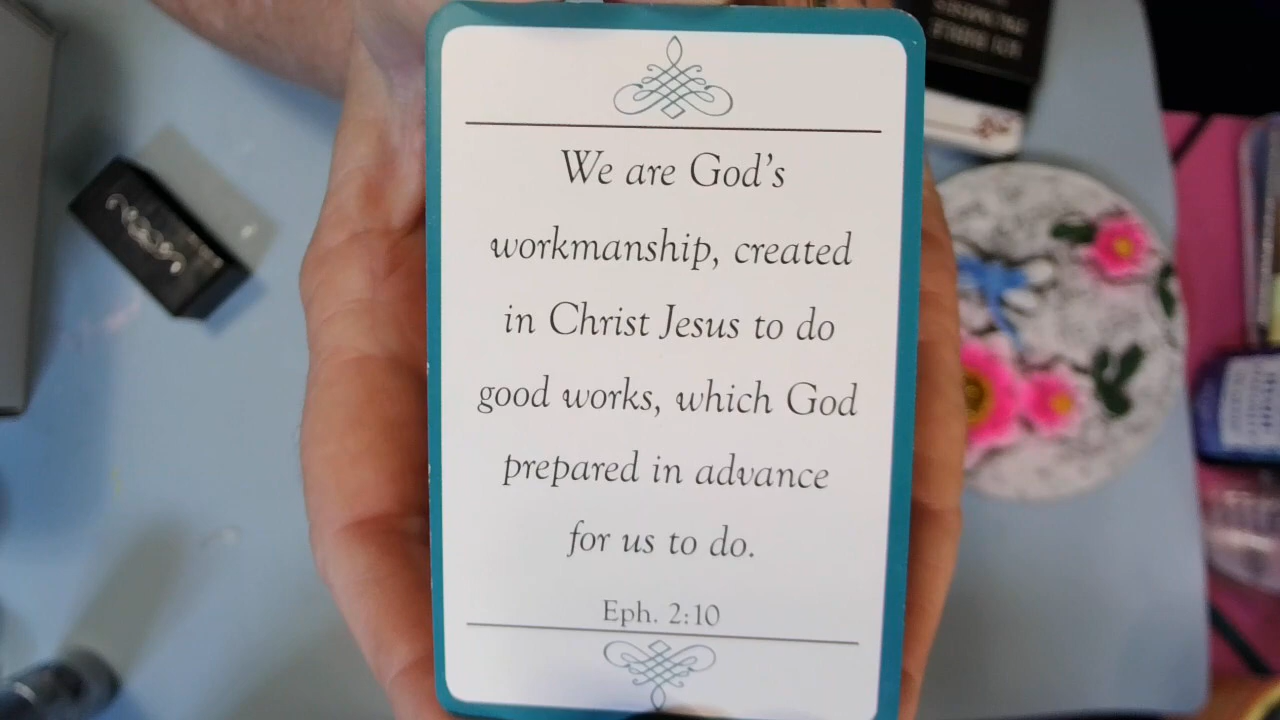 We are God's
workmanship, created
in Christ Jesus to do
good works, which God
prepared in advance
for us to do.
Eph. 2:10